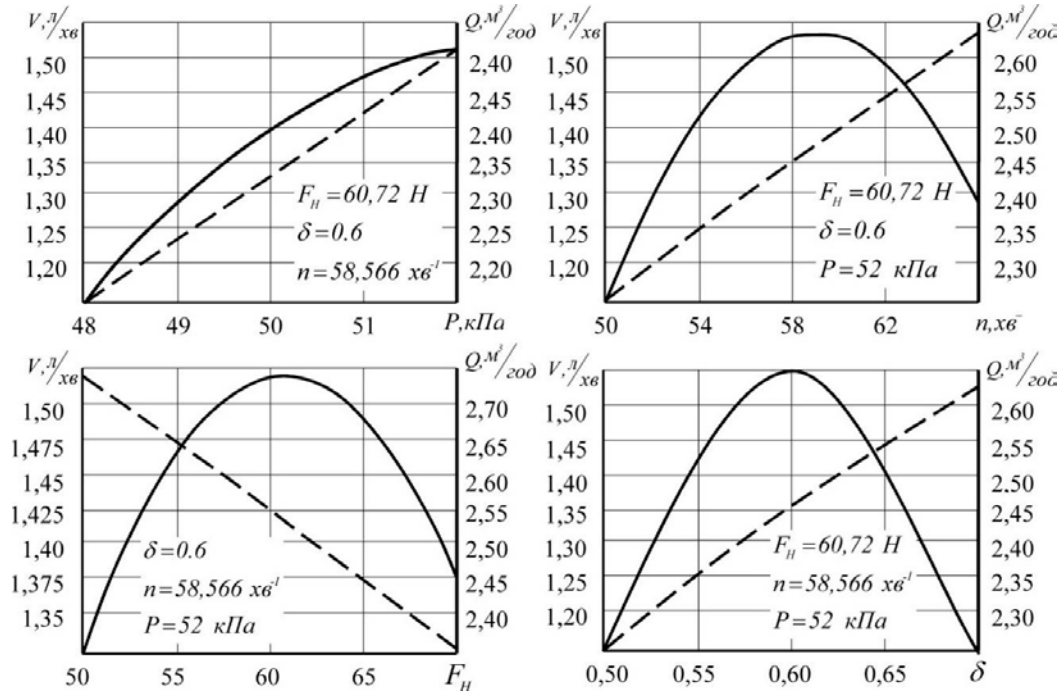 V, л/хв Q, м³/год
1,50 2,40
1,45 2,45
1,40 2,40
1,35 2,35
1,30 2,30
1,25 2,25
1,20 2,20
F_H = 60,72 H
δ = 0.6
n = 58,566 хв⁻¹
48 49 50 51 P, кПа
V, л/хв Q, м³/год
1,50 2,60
1,45 2,55
1,40 2,50
1,35 2,45
1,30 2,40
1,25 2,35
1,20 2,30
F_H = 60,72 H
δ = 0.6
P = 52 кПа
50 54 58 62 n, хв⁻
V, л/хв Q, м³/год
1,50 2,70
1,475 2,65
1,45 2,60
1,425 2,55
1,40 2,50
1,375 2,45
1,35 2,40
δ = 0.6
n = 58,566 хв⁻¹
P = 52 кПа
50 55 60 65 F_H
V, л/хв Q, м³/год
1,50 2,60
1,45 2,55
1,40 2,50
1,35 2,45
1,30 2,40
1,25 2,35
1,20 2,30
F_H = 60,72 H
n = 58,566 хв⁻¹
P = 52 кПа
0,50 0,55 0,60 0,65 δ